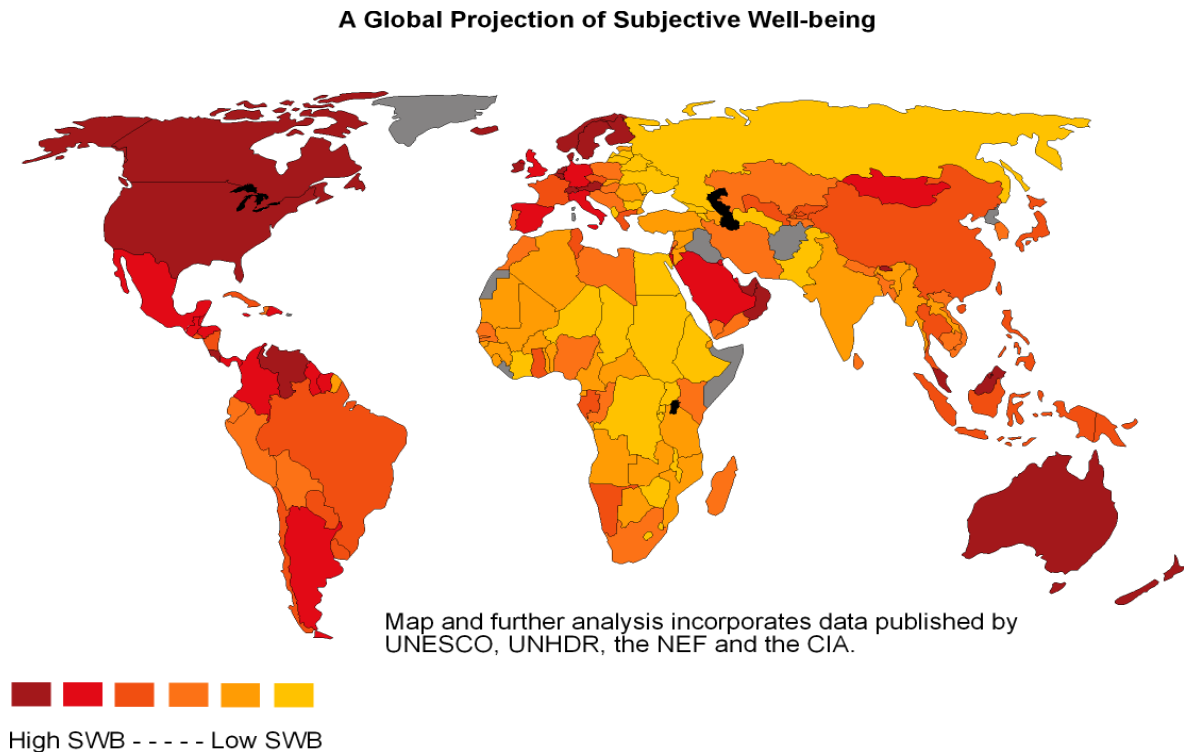 A Global Projection of Subjective Well-being
Map and further analysis incorporates data published by
UNESCO, UNHDR, the NEF and the CIA.
High SWB - - - - - Low SWB